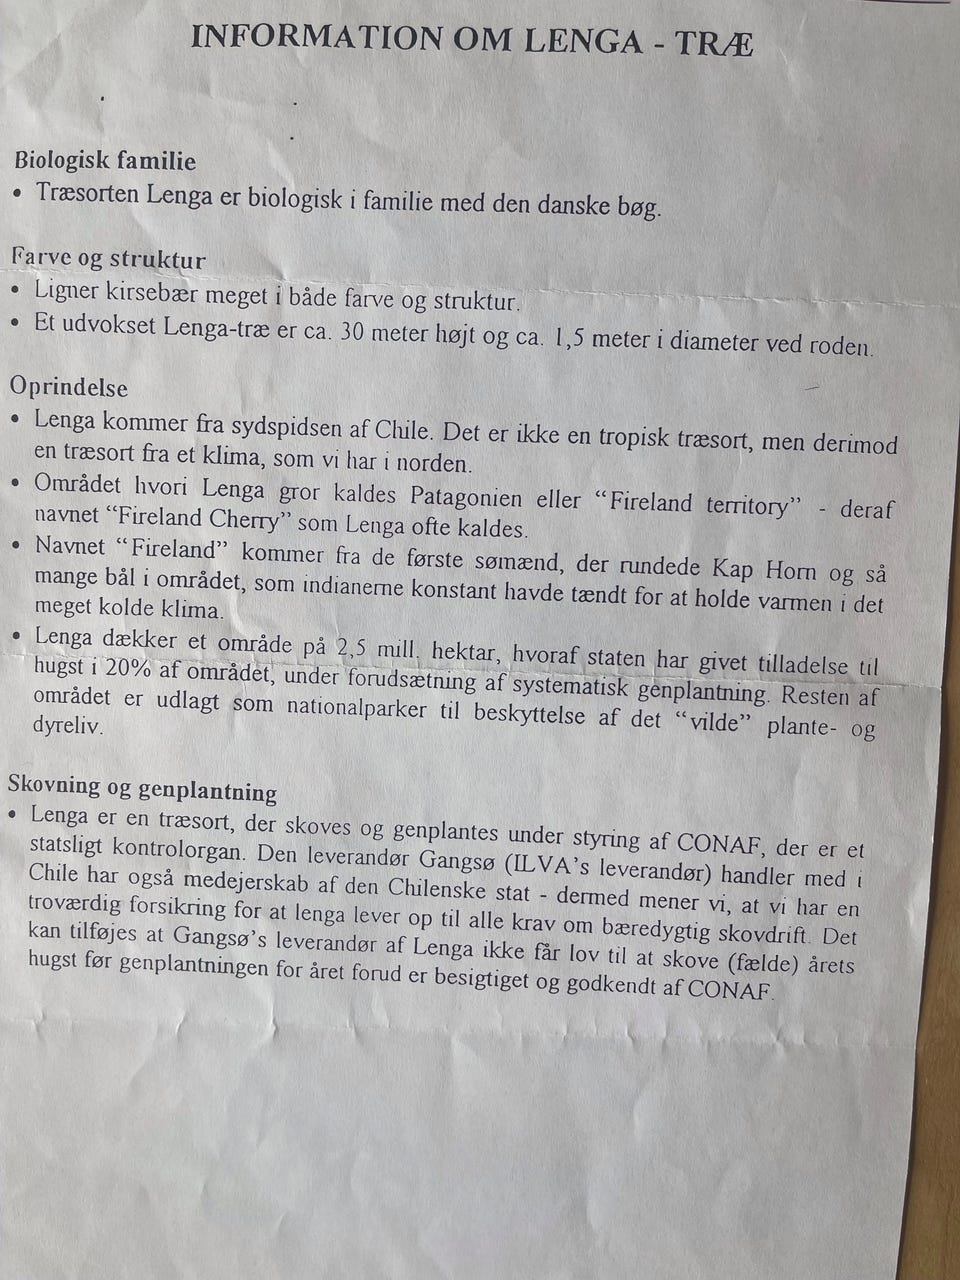 INFORMATION OM LENGA - TRÆ
Biologisk familie
• Træsorten Lenga er biologisk i familie med den danske bøg.
Farve og struktur
• Ligner kirsebær meget i både farve og struktur.
• Et udvokset Lenga-træ er ca. 30 meter højt og ca. 1,5 meter i diameter ved roden.
Oprindelse
• Lenga kommer fra sydspidsen af Chile. Det er ikke en tropisk træsort, men derimod
en træsort fra et klima, som vi har i norden.
• Området hvori Lenga gror kaldes Patagonien eller “Fireland territory” - deraf
navnet “Fireland Cherry” som Lenga ofte kaldes.
• Navnet “Fireland” kommer fra de første sømænd, der rundede Kap Horn og så
mange bål i området, som indianerne konstant havde tændt for at holde varmen i det
meget kolde klima.
• Lenga dækker et område på 2,5 mill. hektar, hvoraf staten har givet tilladelse til
hugst i 20% af området, under forudsætning af systematisk genplantning. Resten af
området er udlagt som nationalparker til beskyttelse af det “vilde” plante- og
dyreliv.
Skovning og genplantning
• Lenga er en træsort, der skoves og genplantes under styring af CONAF, der er et
statsligt kontrolorgan. Den leverandør Gangsø (ILVA’s leverandør) handler med i
Chile har også medejerskab af den Chilenske stat - dermed mener vi, at vi har en
troværdig forsikring for at lenga lever op til alle krav om bæredygtig skovdrift. Det
kan tilføjes at Gangsø’s leverandør af Lenga ikke får lov til at skove (fælde) årets
hugst før genplantningen for året forud er besigtiget og godkendt af CONAF.